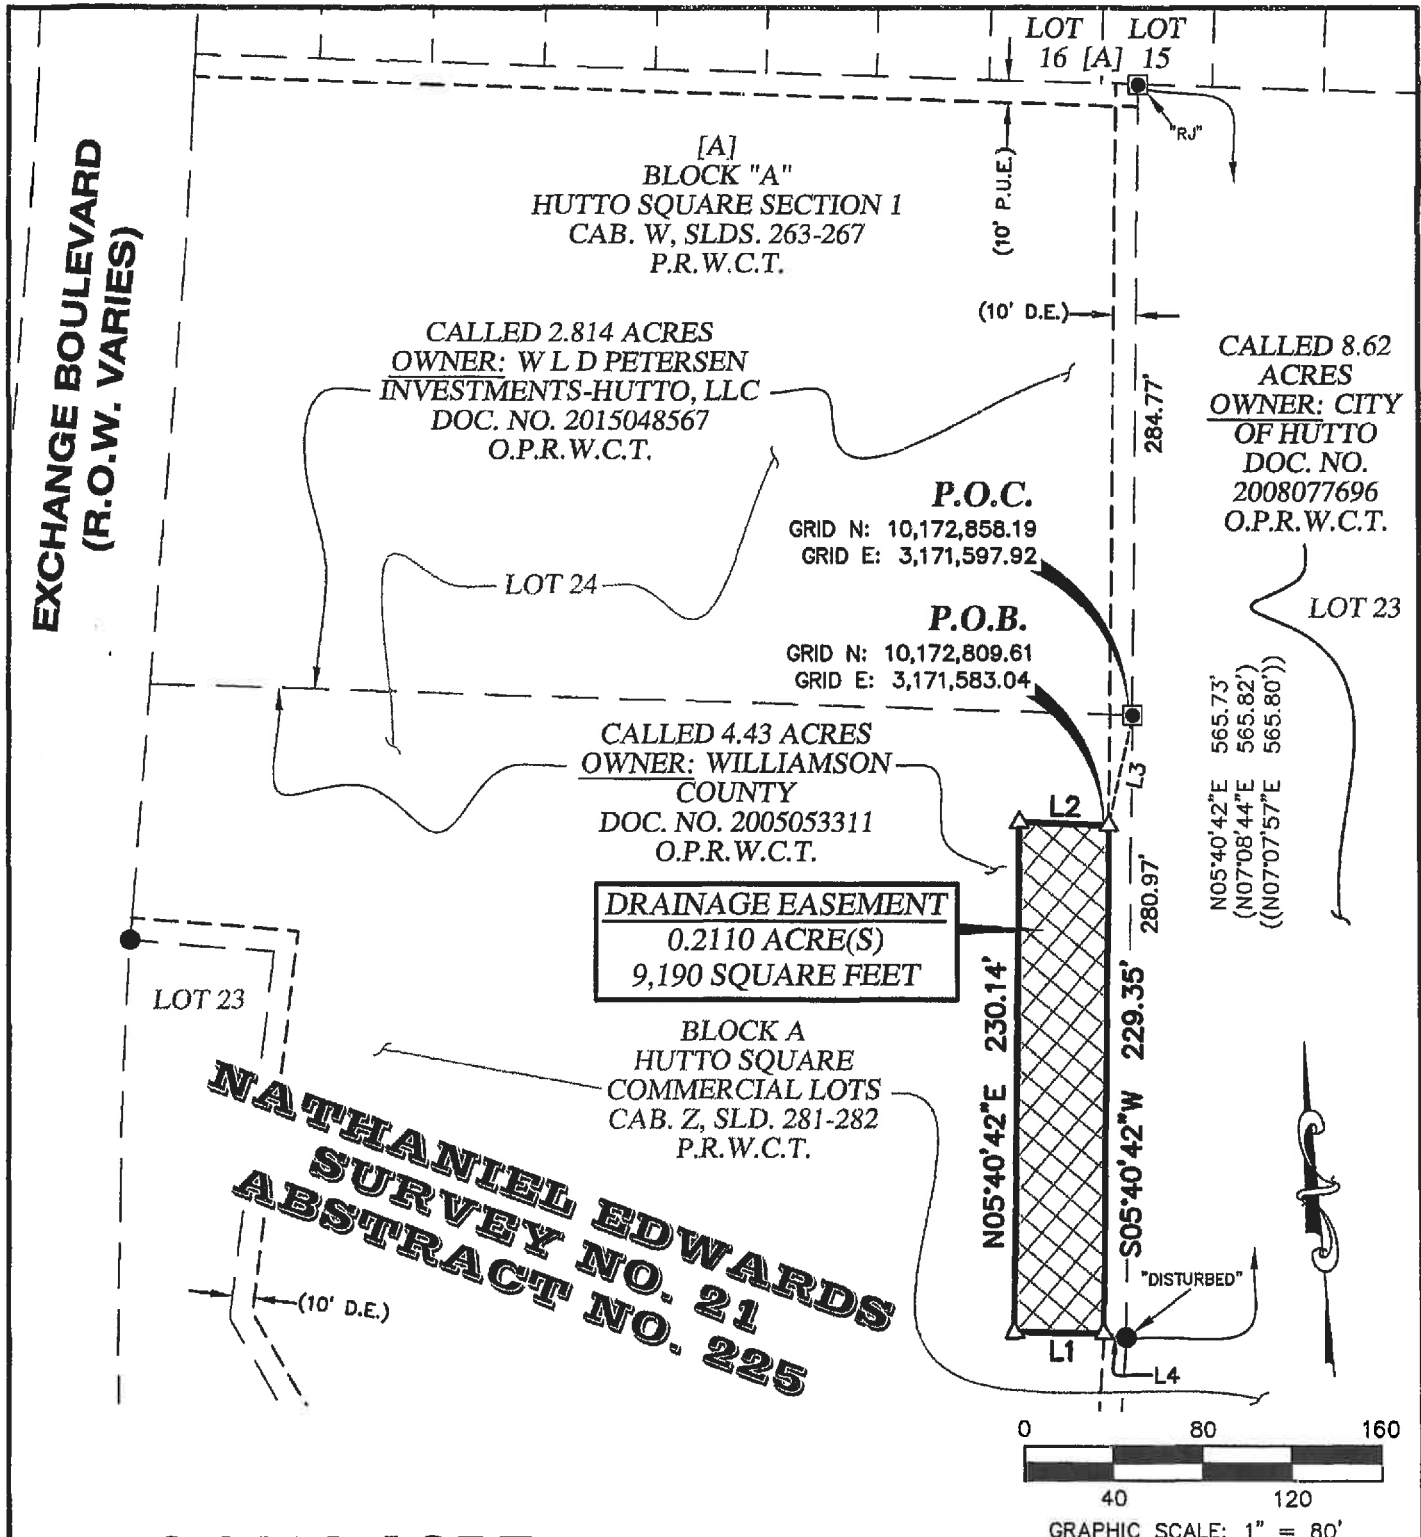 LOT LOT
16 [A] 15
"RJ"
[A]
BLOCK "A"
HUTTO SQUARE SECTION 1
CAB. W, SLDS. 263-267
P.R.W.C.T.
(10' P.U.E.)
EXCHANGE BOULEVARD
(R.O.W. VARIES)
(10' D.E.)
CALLED 2.814 ACRES
OWNER: W L D PETERSEN
INVESTMENTS-HUTTO, LLC
DOC. NO. 2015048567
O.P.R.W.C.T.
284.77'
CALLED 8.62
ACRES
OWNER: CITY
OF HUTTO
DOC. NO.
2008077696
O.P.R.W.C.T.
P.O.C.
GRID N: 10,172,858.19
GRID E: 3,171,597.92
LOT 24
LOT 23
P.O.B.
GRID N: 10,172,809.61
GRID E: 3,171,583.04
N05°40'42"E 565.73'
(N07°08'44"E 565.82')
((N07°07'57"E 565.80'))
CALLED 4.43 ACRES
OWNER: WILLIAMSON
COUNTY
DOC. NO. 2005053311
O.P.R.W.C.T.
L3
L2
280.97'
DRAINAGE EASEMENT
0.2110 ACRE(S)
9,190 SQUARE FEET
LOT 23
N05°40'42"E 230.14'
S05°40'42"W 229.35'
BLOCK A
HUTTO SQUARE
COMMERCIAL LOTS
CAB. Z, SLD. 281-282
P.R.W.C.T.
NATHANIEL EDWARDS
SURVEY NO. 21
ABSTRACT NO. 225
(10' D.E.)
"DISTURBED"
L1
L4
0 80 160
40 120
GRAPHIC SCALE: 1" = 80'